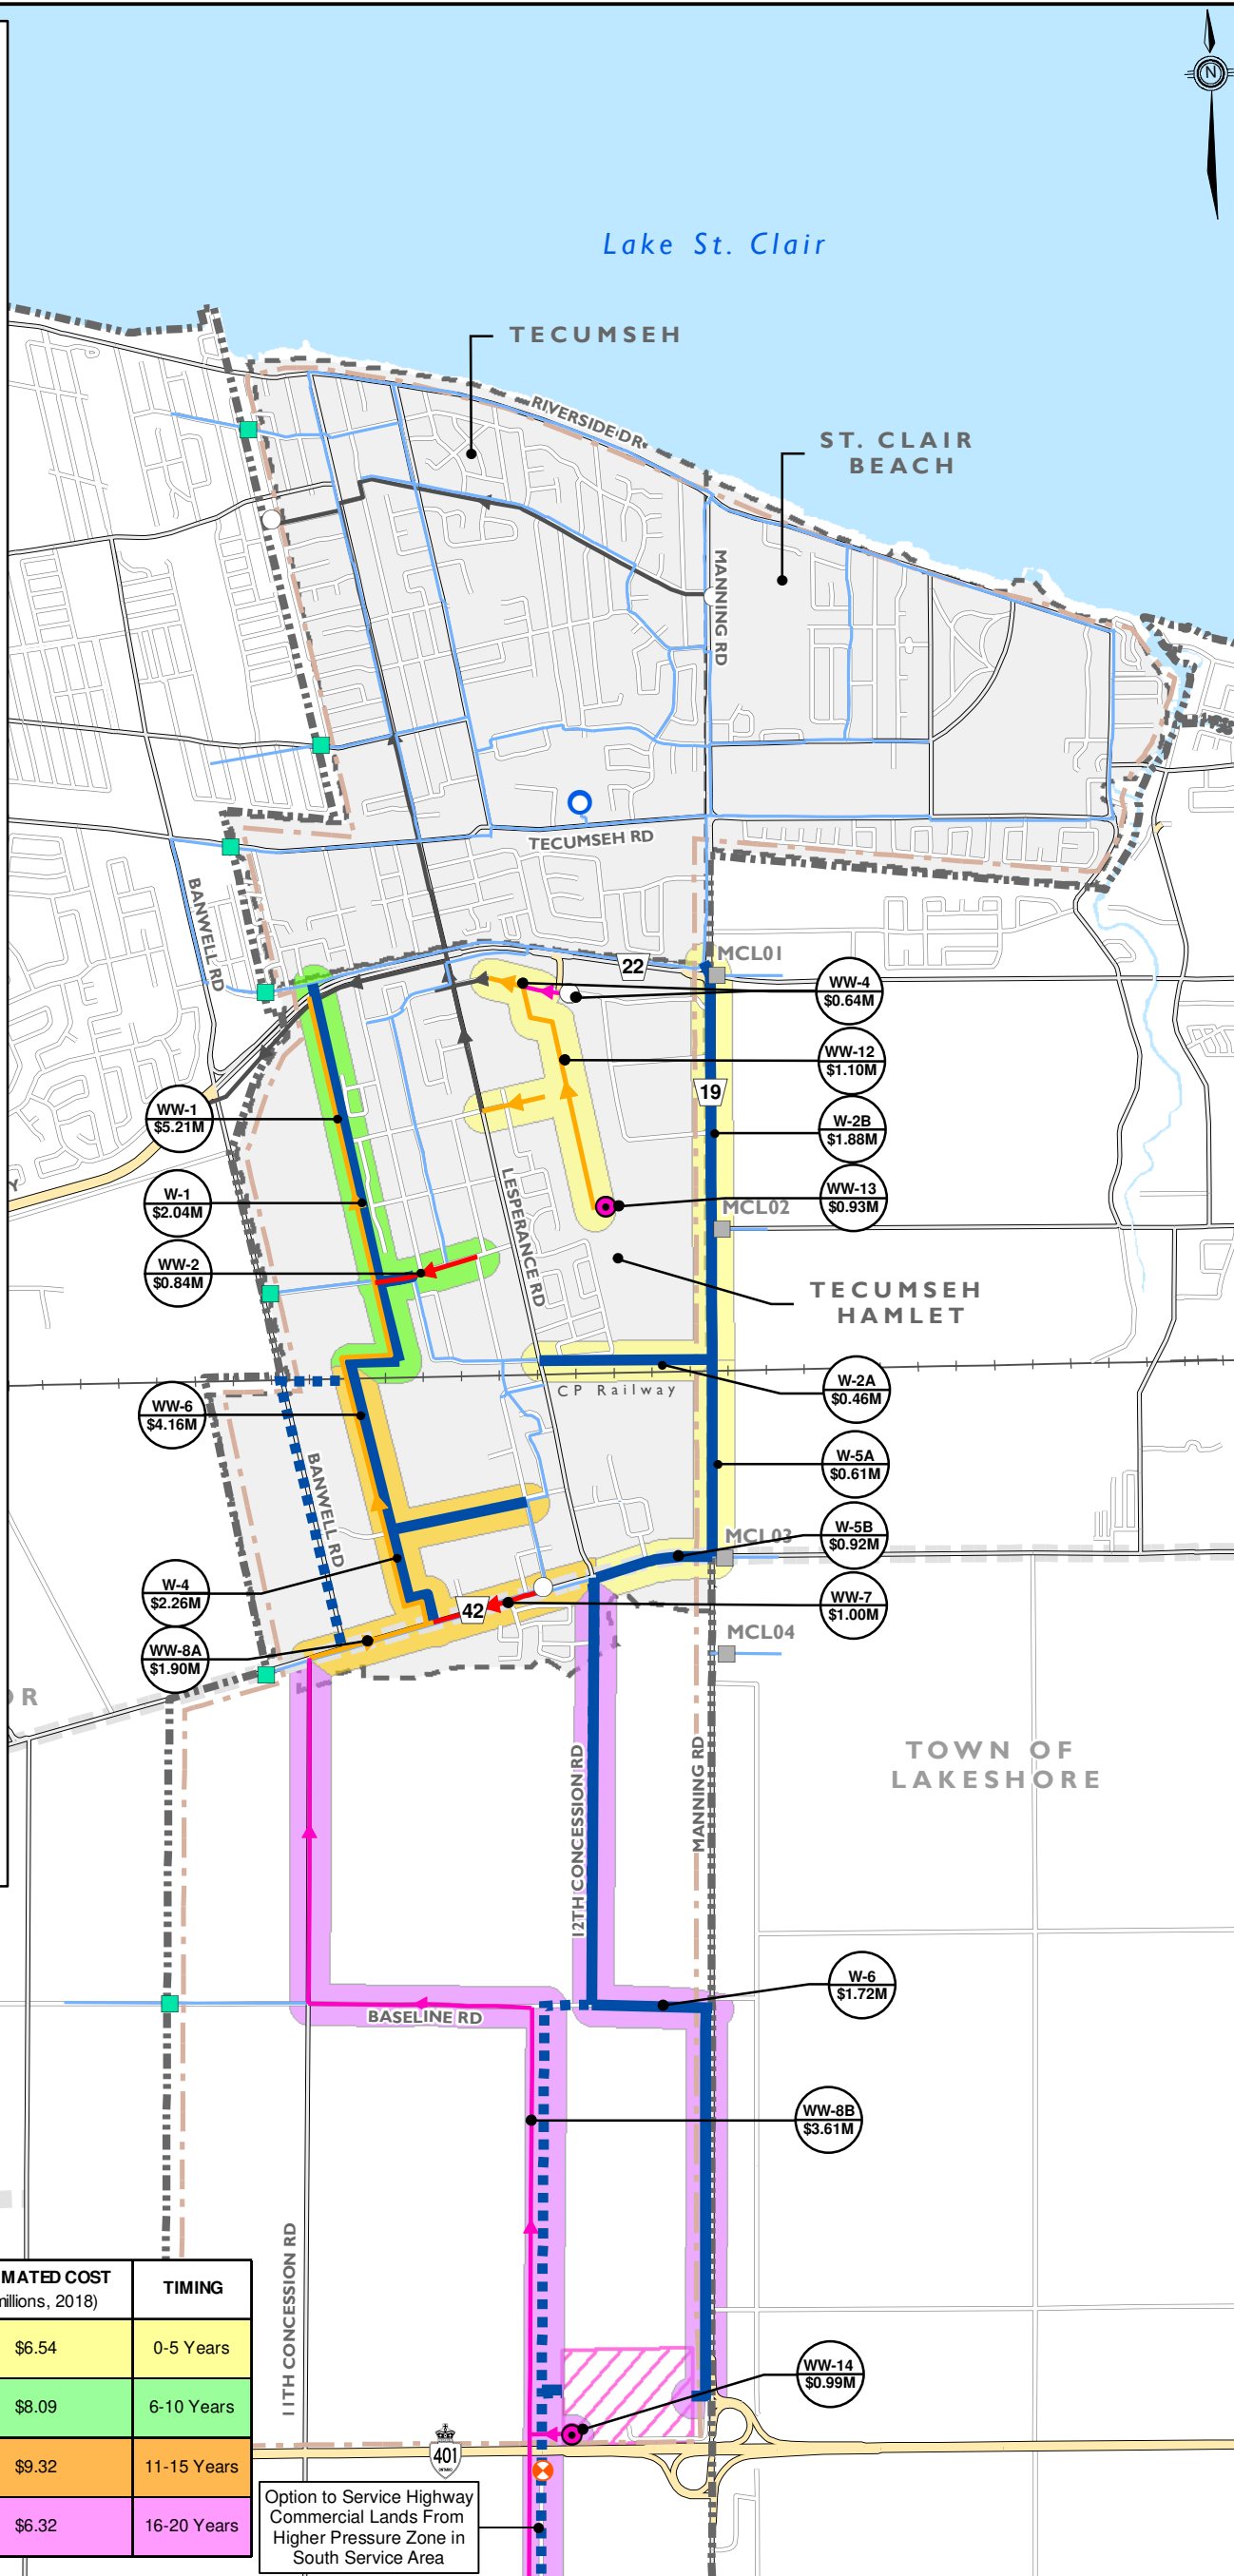 N
Lake St. Clair
TECUMSEH
RIVERSIDE DR
ST. CLAIR
BEACH
MANNING RD
TECUMSEH RD
BANWELL RD
22
MCL01
WW-4
$0.64M
WW-12
$1.10M
19
WW-1
$5.21M
W-2B
$1.88M
LESPERANCE RD
W-1
$2.04M
WW-13
$0.93M
MCL02
WW-2
$0.84M
TECUMSEH
HAMLET
CP Railway
W-2A
$0.46M
WW-6
$4.16M
BANWELL RD
W-5A
$0.61M
W-5B
$0.92M
MCL03
W-4
$2.26M
42
WW-7
$1.00M
WW-8A
$1.90M
MCL04
OR
TOWN OF
LAKESHORE
12TH CONCESSION RD
MANNING RD
W-6
$1.72M
BASELINE RD
WW-8B
$3.61M
11TH CONCESSION RD
MATED COST
millions, 2018)
TIMING
$6.54
0-5 Years
$8.09
6-10 Years
$9.32
11-15 Years
$6.32
16-20 Years
WW-14
$0.99M
401
ONTARIO
Option to Service Highway
Commercial Lands From
Higher Pressure Zone in
South Service Area